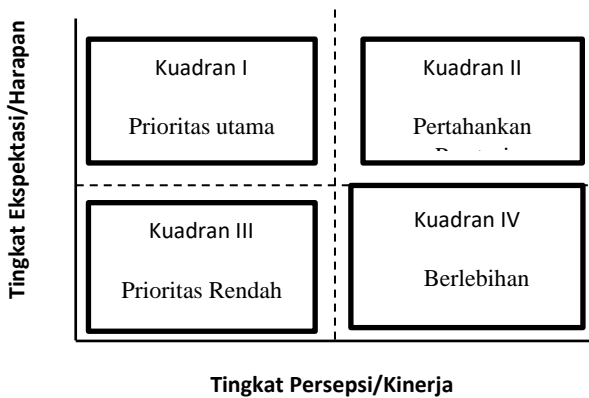 Tingkat Ekspektasi/Harapan
Kuadran I
Prioritas utama
Kuadran II
Pertahankan
Kuadran III
Prioritas Rendah
Kuadran IV
Berlebihan
Tingkat Persepsi/Kinerja